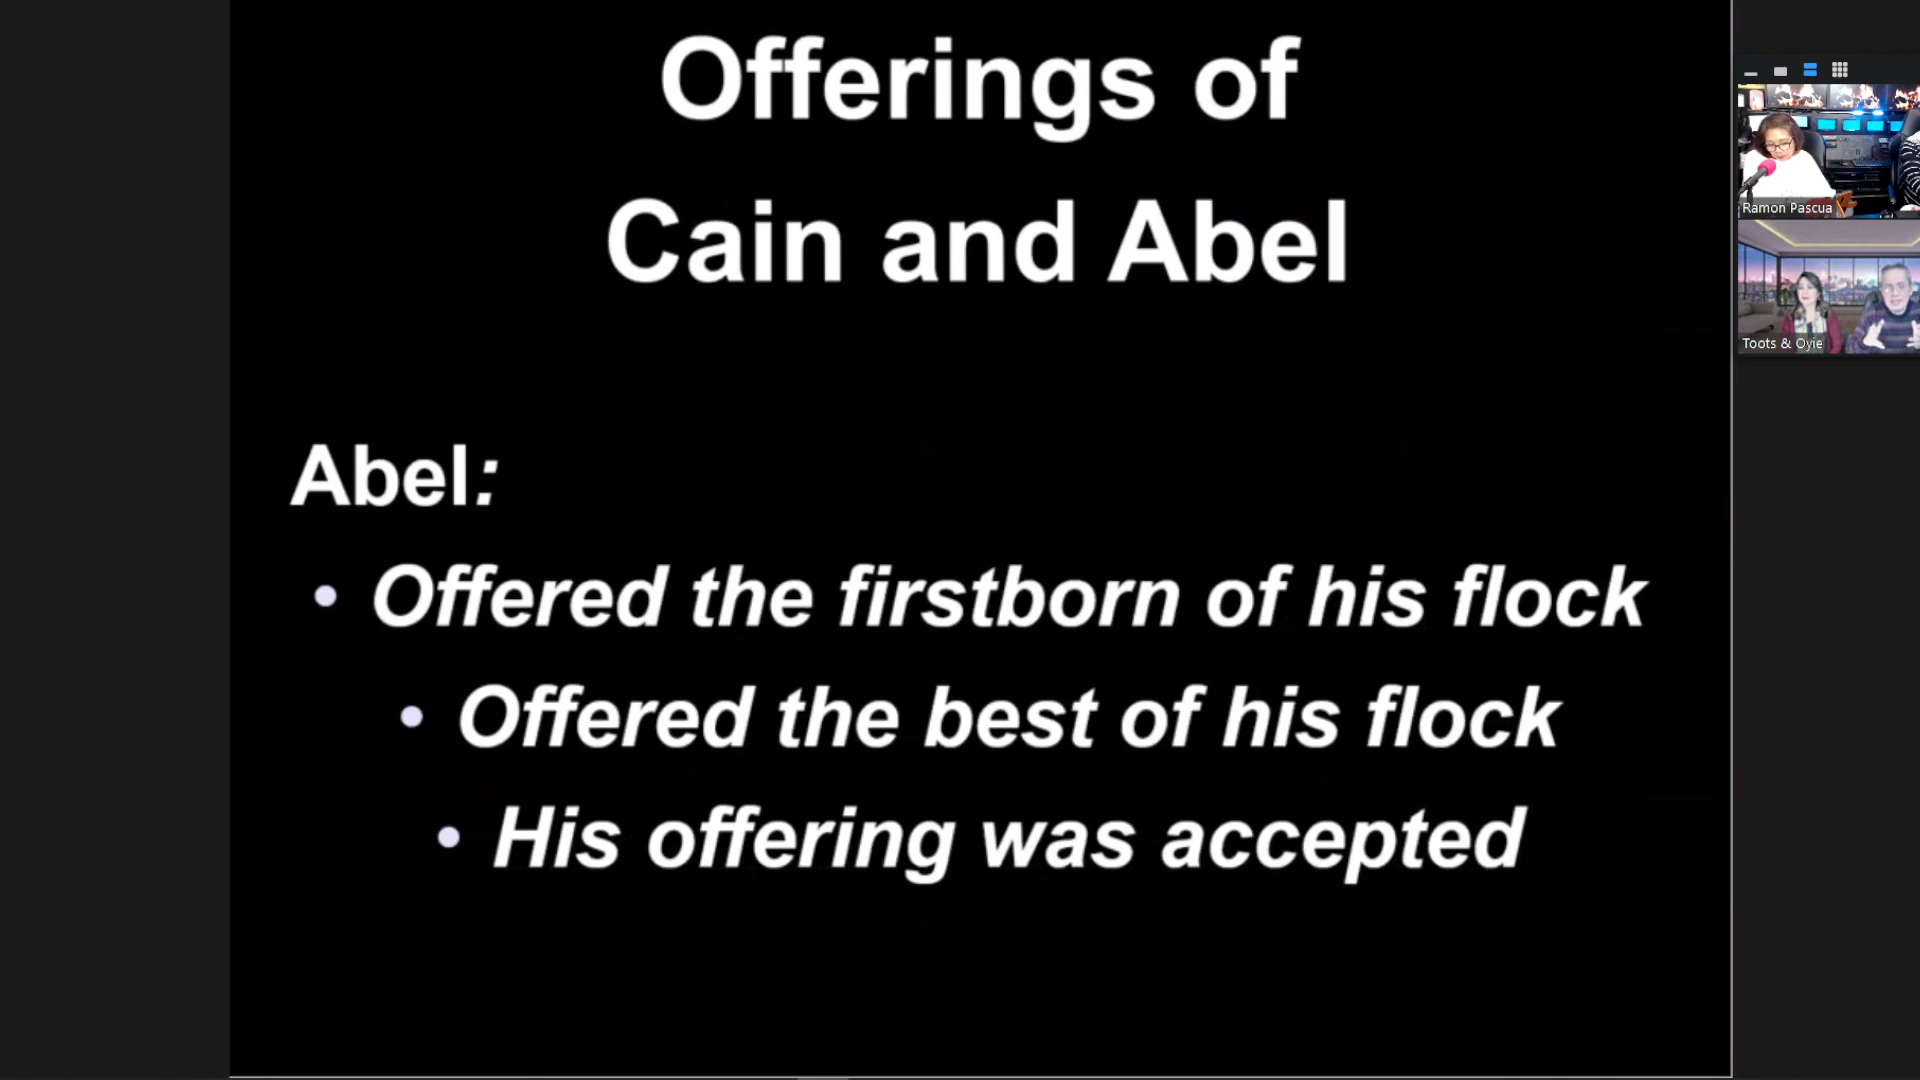 Offerings of
Cain and Abel
Abel:
• Offered the firstborn of his flock
• Offered the best of his flock
• His offering was accepted
Ramon Pascua
Toots & Oyie